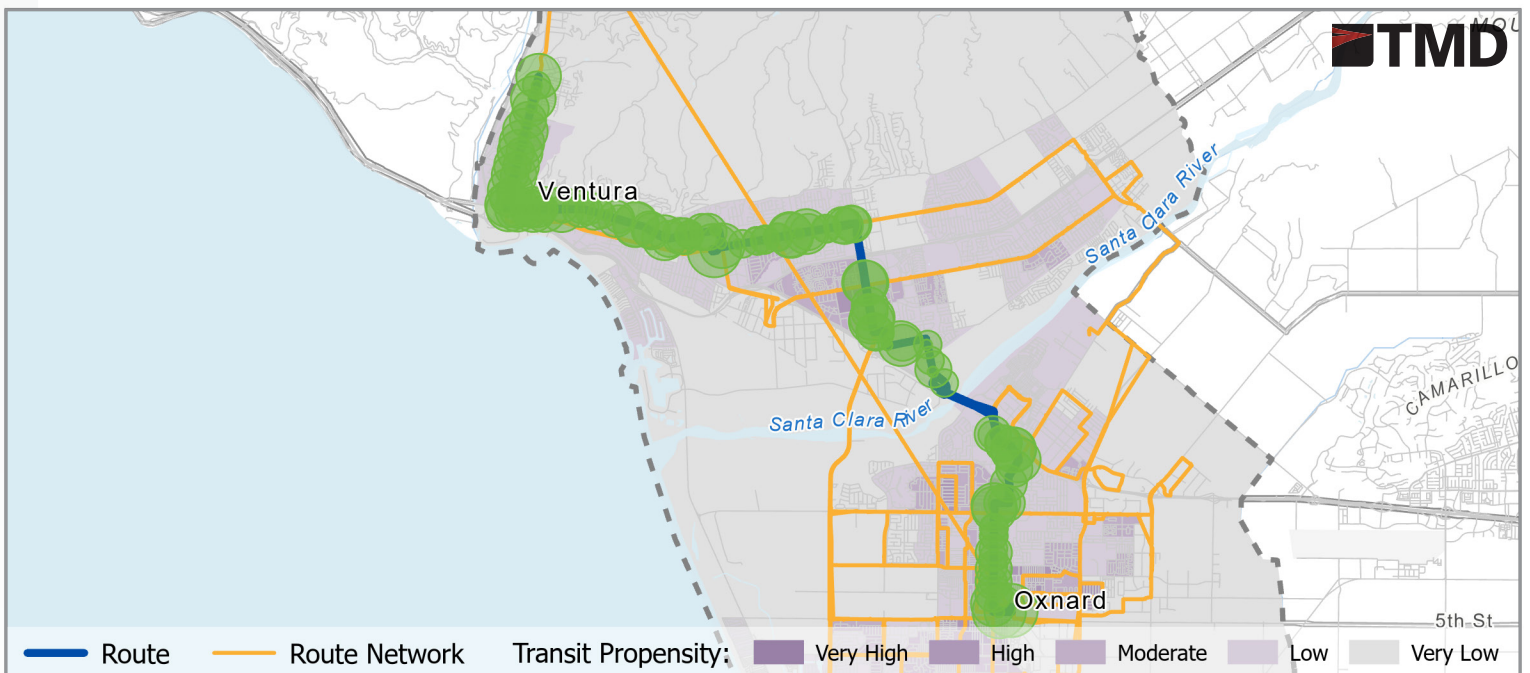 MOU
TMD
Ventura
Santa Clara River
Santa Clara River
CAMARILLO
Oxnard
5th St
Route
Route Network
Transit Propensity:
Very High
High
Moderate
Low
Very Low